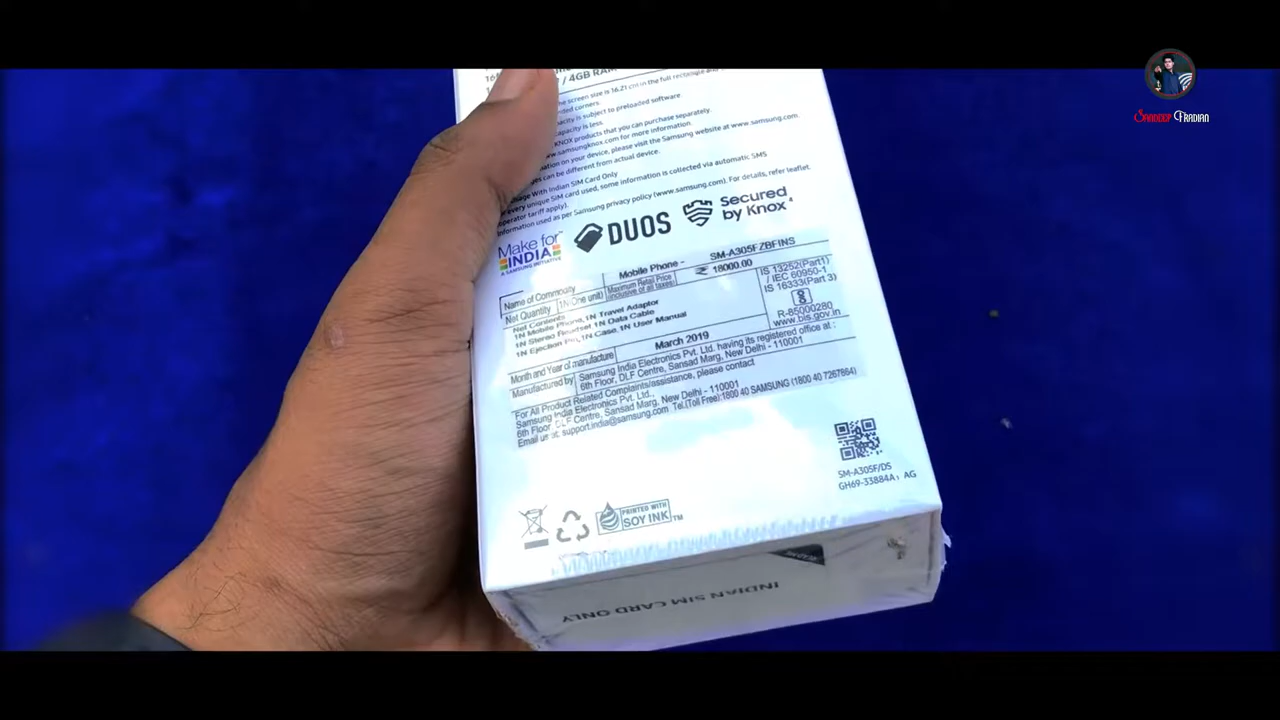 / 4GB RAM
the screen size is 16.21 cm in the full rectangle and
corners.
capacity is subject to preloaded software
capacity is less.
KNOX products that you can purchase separately.
www.samsungknox.com for more information.
on your device, please visit the Samsung website at www.samsung.com.
can be different from actual device.
Usage With Indian SIM Card Only
every unique SIM card used, some information is collected via automatic SMS
operator tariff apply).
Information used as per Samsung privacy policy (www.samsung.com). For details, refer leaflet.
Make for™
INDIA
A SAMSUNG INITIATIVE
DUOS
Secured
by Knox⁴
Name of Commodity Mobile Phone - SM-A305FZBFINS
Net Quantity 1N(One unit) Maximum Retail Price (inclusive of all taxes) ₹ 18000.00
Net Contents
1N Mobile Phone,1N Travel Adaptor
1N Stereo Headset 1N Data Cable
1N Ejection Pin,1N Case, 1N User Manual
IS 13252(Part1)
/ IEC 60950-1
IS 16333(Part 3)
R-85000280
www.bis.gov.in
Month and Year of manufacture March 2019
Manufactured by Samsung India Electronics Pvt. Ltd. having its registered office at :
6th Floor, DLF Centre, Sansad Marg, New Delhi - 110001
For All Product Related Complaints/assistance, please contact
Samsung India Electronics Pvt. Ltd.,
6th Floor, DLF Centre, Sansad Marg, New Delhi - 110001
Email us at: support.india@samsung.com Tel.(Toll Free):1800 40 SAMSUNG (1800 40 7267864)
SM-A305F/DS
GH69-33884A, AG
PRINTED WITH
SOY INK™
INDIAN SIM CARD ONLY
SANDEEP TRADIAN